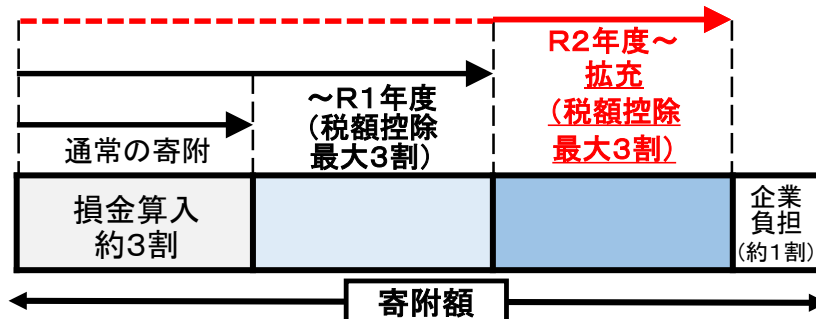 R2年度～
拡充
（税額控除
最大3割）
～R1年度
（税額控除
最大3割）
通常の寄附
損金算入
約3割
企業
負担
（約1割）
寄附額